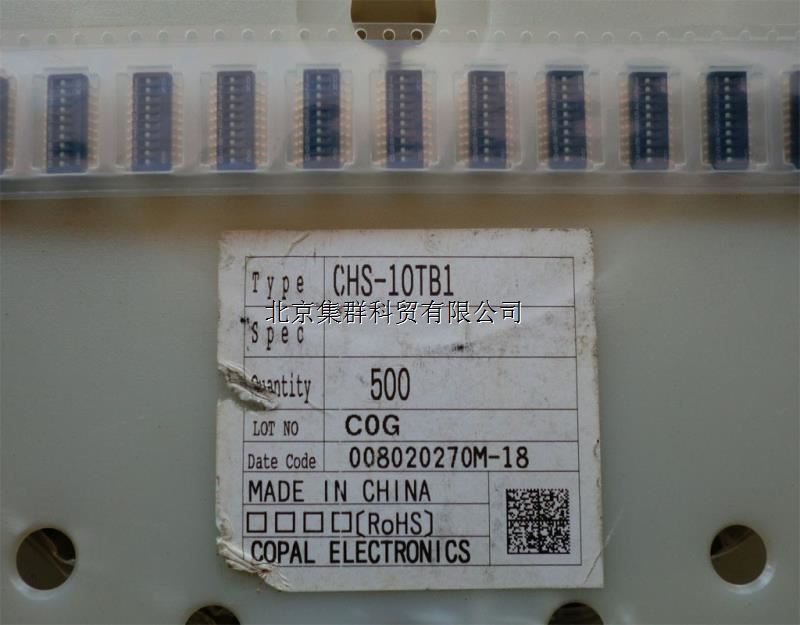 Type CHS-10TB1
北京集群科贸有限公司
Spec
Quantity 500
LOT NO COG
Date Code 008020270M-18
MADE IN CHINA
□□□□(RoHS)
COPAL ELECTRONICS